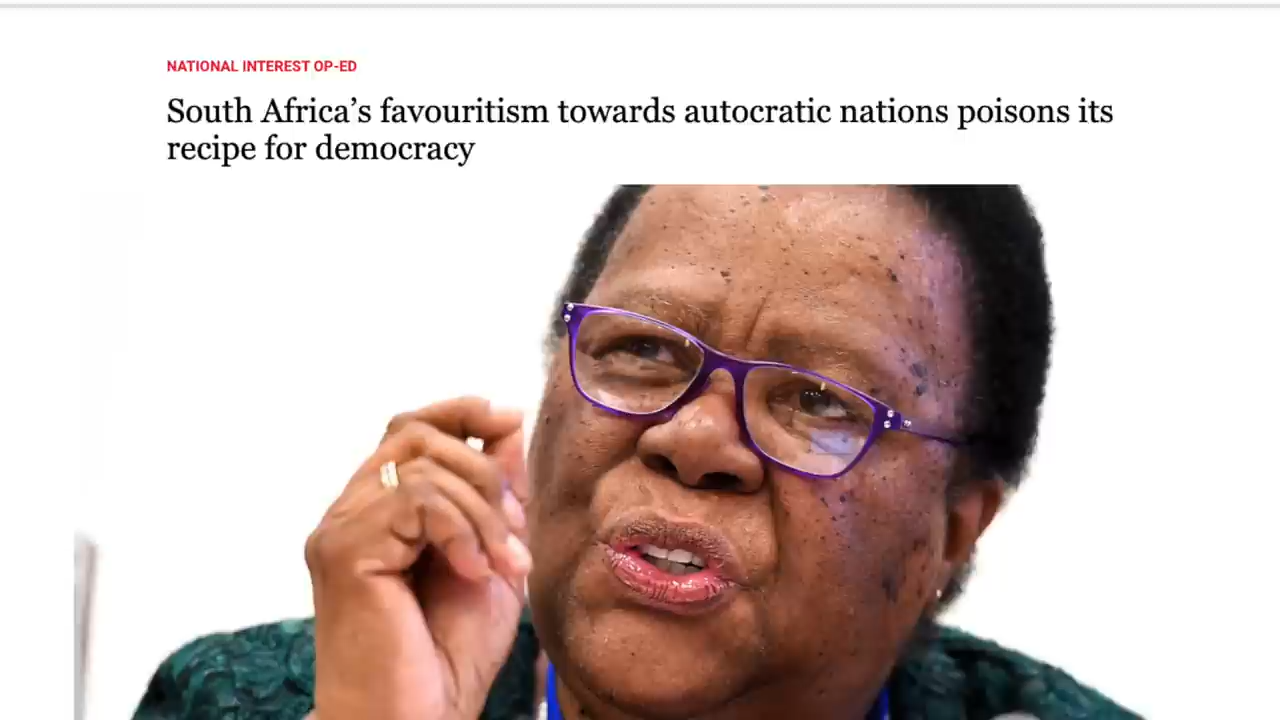 NATIONAL INTEREST OP-ED
South Africa’s favouritism towards autocratic nations poisons its
recipe for democracy